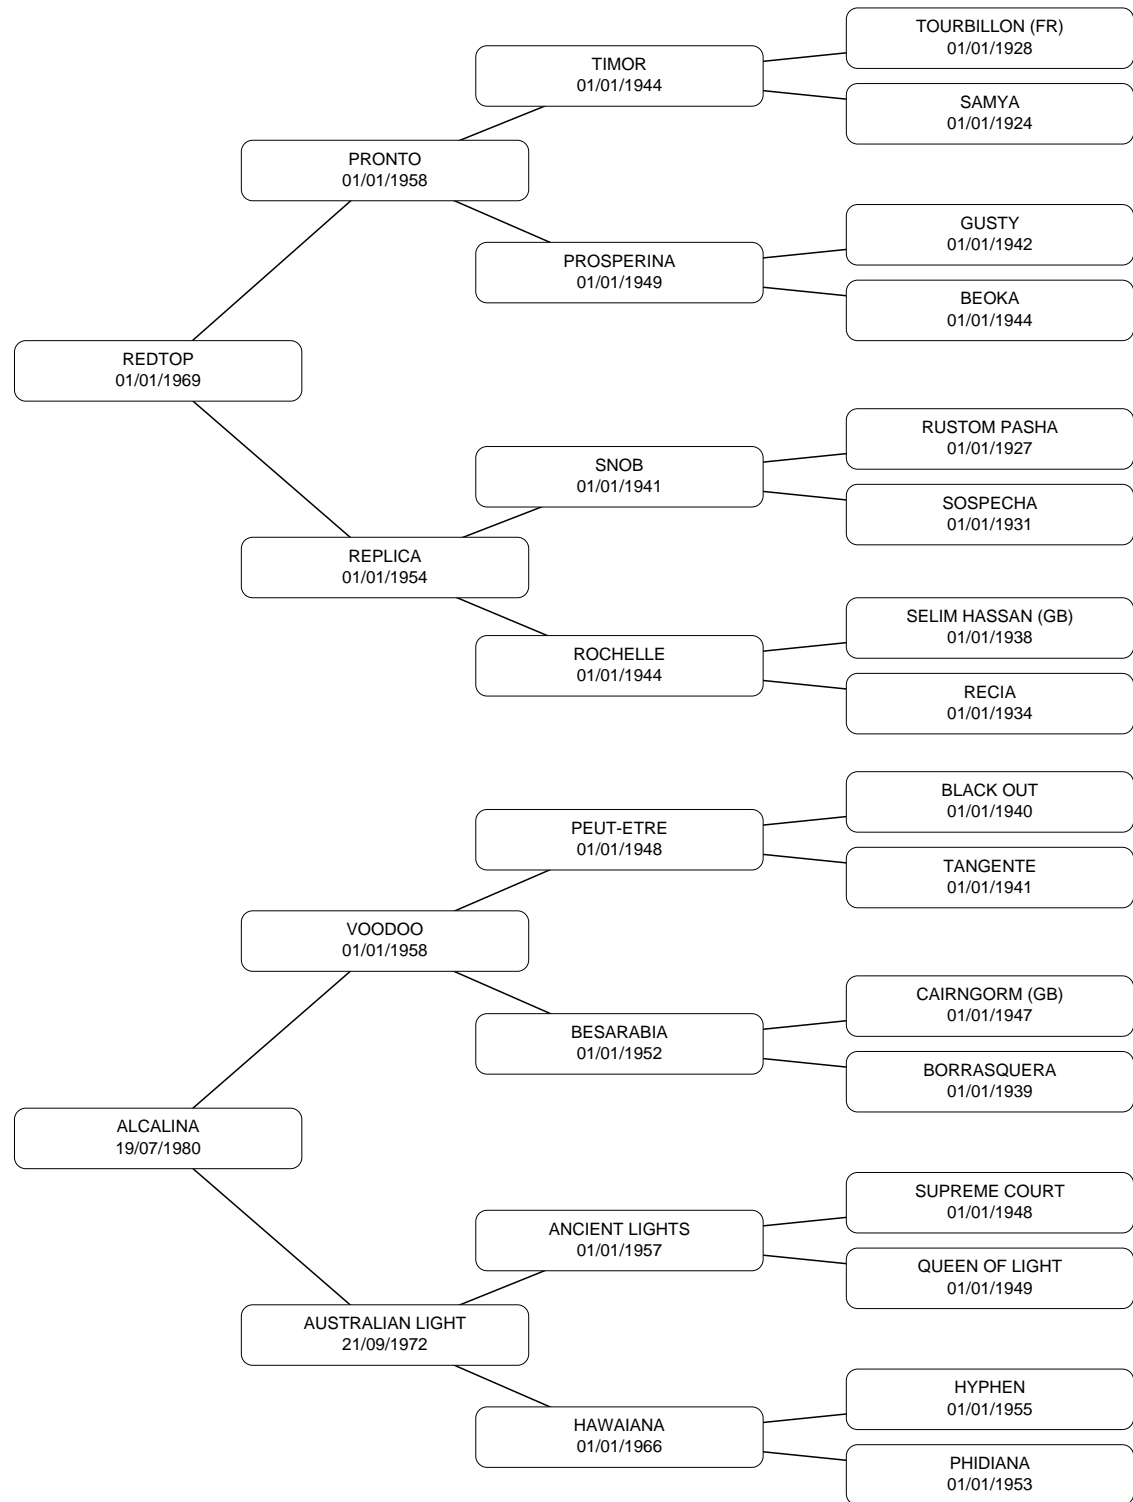 TOURBILLON (FR)
01/01/1928
TIMOR
01/01/1944
SAMYA
01/01/1924
PRONTO
01/01/1958
GUSTY
01/01/1942
PROSPERINA
01/01/1949
BEOKA
01/01/1944
REDTOP
01/01/1969
RUSTOM PASHA
01/01/1927
SNOB
01/01/1941
SOSPECHA
01/01/1931
REPLICA
01/01/1954
SELIM HASSAN (GB)
01/01/1938
ROCHELLE
01/01/1944
RECIA
01/01/1934
BLACK OUT
01/01/1940
PEUT-ETRE
01/01/1948
TANGENTE
01/01/1941
VOODOO
01/01/1958
CAIRNGORM (GB)
01/01/1947
BESARABIA
01/01/1952
BORRASQUERA
01/01/1939
ALCALINA
19/07/1980
SUPREME COURT
01/01/1948
ANCIENT LIGHTS
01/01/1957
QUEEN OF LIGHT
01/01/1949
AUSTRALIAN LIGHT
21/09/1972
HYPHEN
01/01/1955
HAWAIANA
01/01/1966
PHIDIANA
01/01/1953